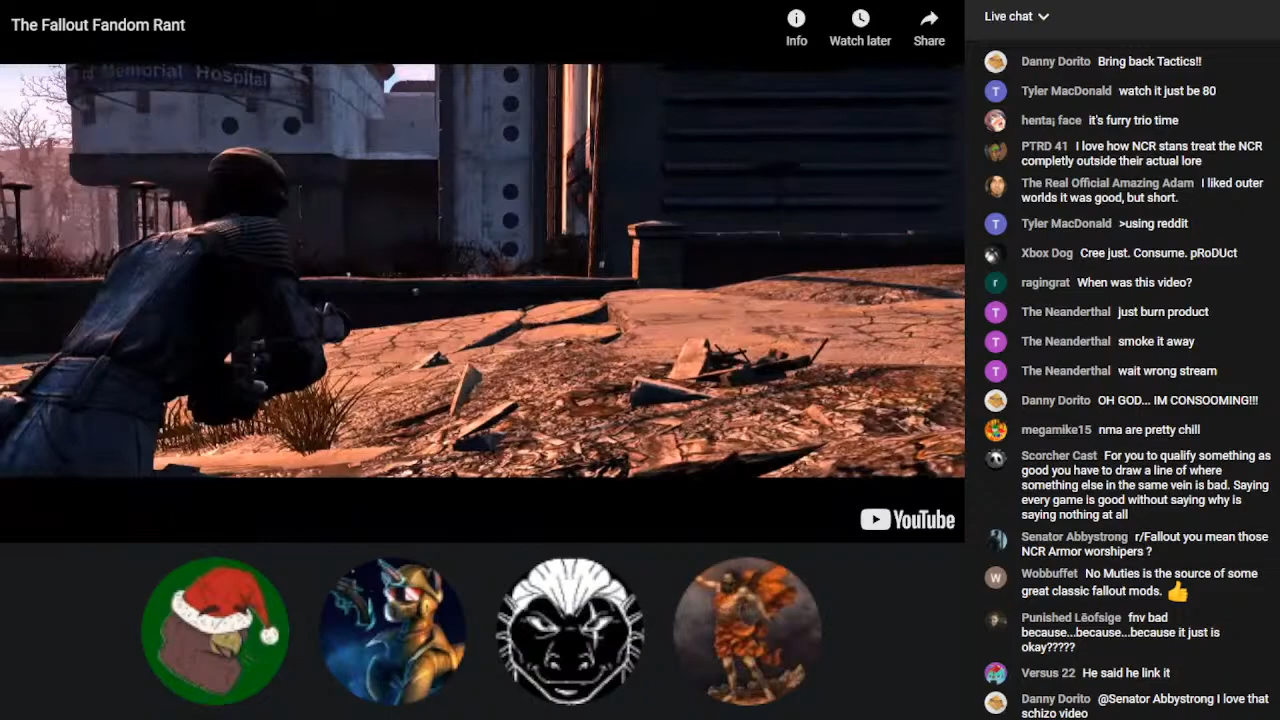 The Fallout Fandom Rant
Info
Watch later
Share
Live chat
rd Memorial Hospital
YouTube
Danny Dorito Bring back Tactics!!
Tyler MacDonald watch it just be 80
henta¡ face it's furry trio time
PTRD 41 I love how NCR stans treat the NCR
completly outside their actual lore
The Real Official Amazing Adam I liked outer
worlds it was good, but short.
Tyler MacDonald >using reddit
Xbox Dog Cree just. Consume. pRoDUct
ragingrat When was this video?
The Neanderthal just burn product
The Neanderthal smoke it away
The Neanderthal wait wrong stream
Danny Dorito OH GOD... IM CONSOOMING!!!
megamike15 nma are pretty chill
Scorcher Cast For you to qualify something as
good you have to draw a line of where
something else in the same vein is bad. Saying
every game is good without saying why is
saying nothing at all
Senator Abbystrong r/Fallout you mean those
NCR Armor worshipers ?
Wobbuffet No Muties is the source of some
great classic fallout mods. 👍
Punished Lëofsige fnv bad
because...because...because it just is
okay?????
Versus 22 He said he link it
Danny Dorito @Senator Abbystrong I love that
schizo video